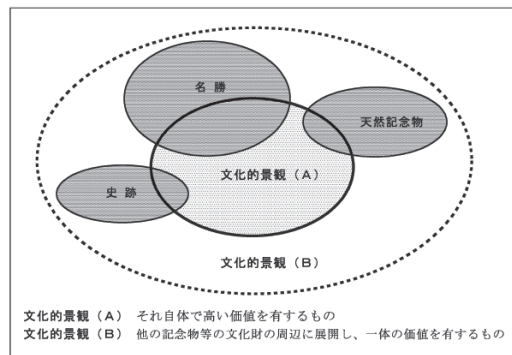 名勝
天然記念物
文化的景観（A）
史跡
文化的景観（B）
文化的景観（A） それ自体で高い価値を有するもの
文化的景観（B） 他の記念物等の文化財の周辺に展開し、一体の価値を有するもの